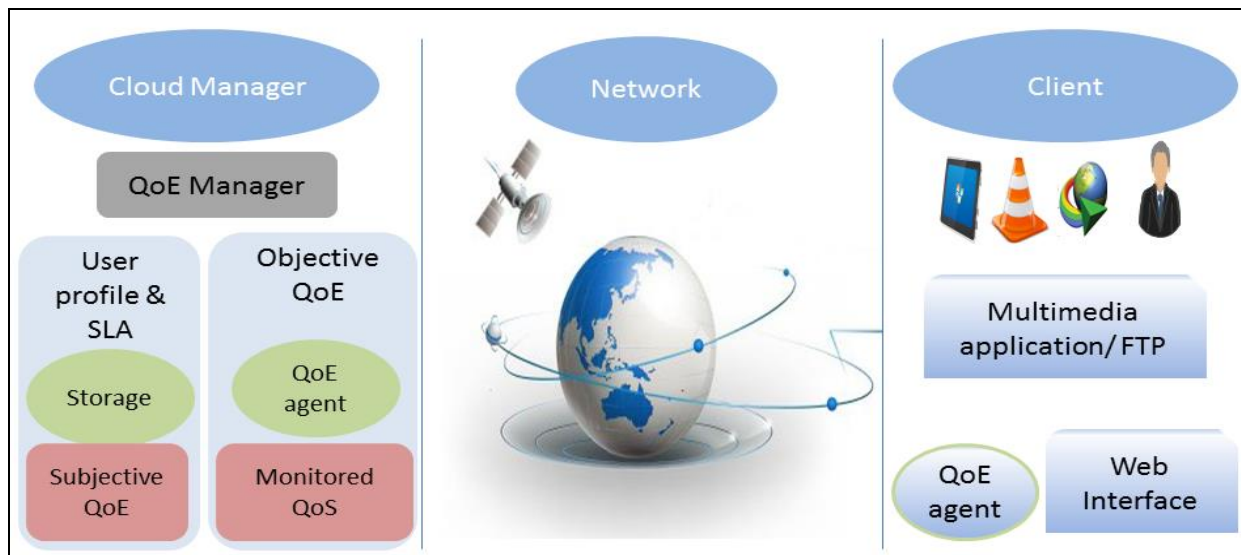 Cloud Manager
QoE Manager
User
profile &
SLA
Storage
Subjective
QoE
Objective
QoE
QoE
agent
Monitored
QoS
Network
Client
Multimedia
application/ FTP
QoE
agent
Web
Interface